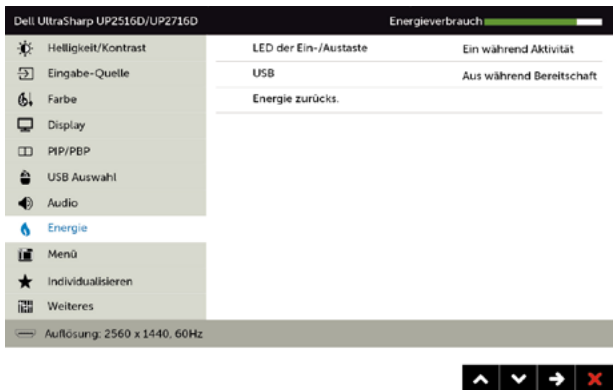 Dell UltraSharp UP2516D/UP2716D Energieverbrauch
Helligkeit/Kontrast
Eingabe-Quelle
Farbe
Display
PIP/PBP
USB Auswahl
Audio
Energie
Menü
Individualisieren
Weiteres
LED der Ein-/Austaste Ein während Aktivität
USB Aus während Bereitschaft
Energie zurücks.
Auflösung: 2560 x 1440, 60Hz